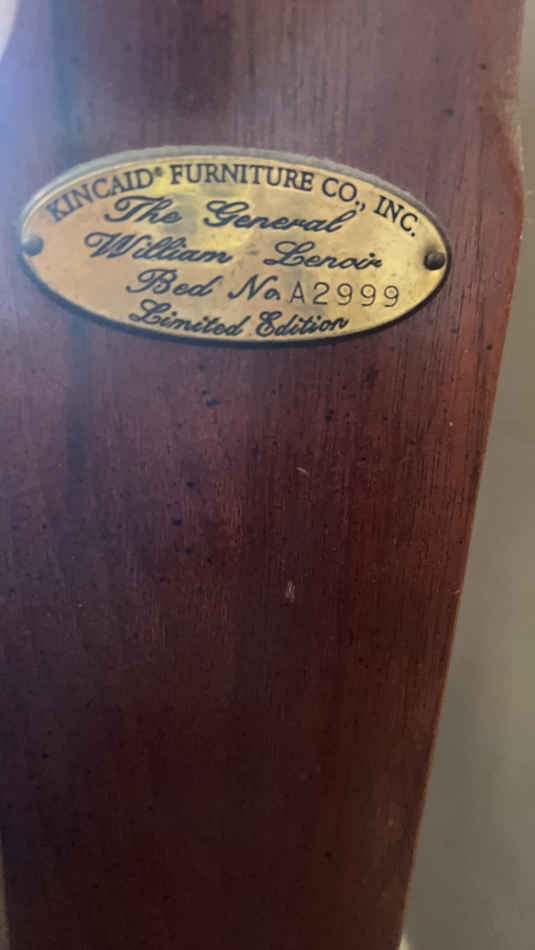 KINCAID® FURNITURE CO., INC.
The General
William Lenoir
Bed No. A2999
Limited Edition